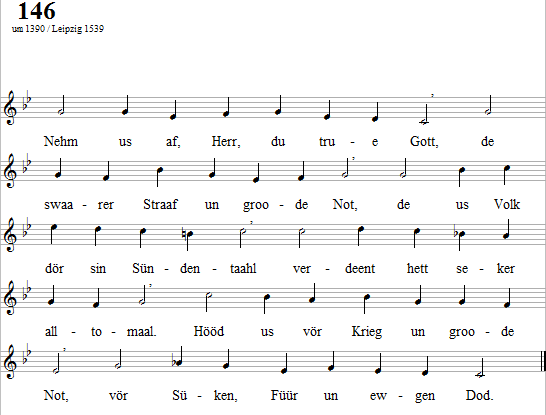 146
um 1390 / Leipzig 1539
Nehm us af, Herr, du tru - e Gott, de
swaa - rer Straaf un groo - de Not, de us Volk
dör sin Sün - den - taahl ver - deent hett se - ker
all - to - maal. Hööd us vör Krieg un groo - de
Not, vör Sü - ken, Füür un ew - gen Dod.